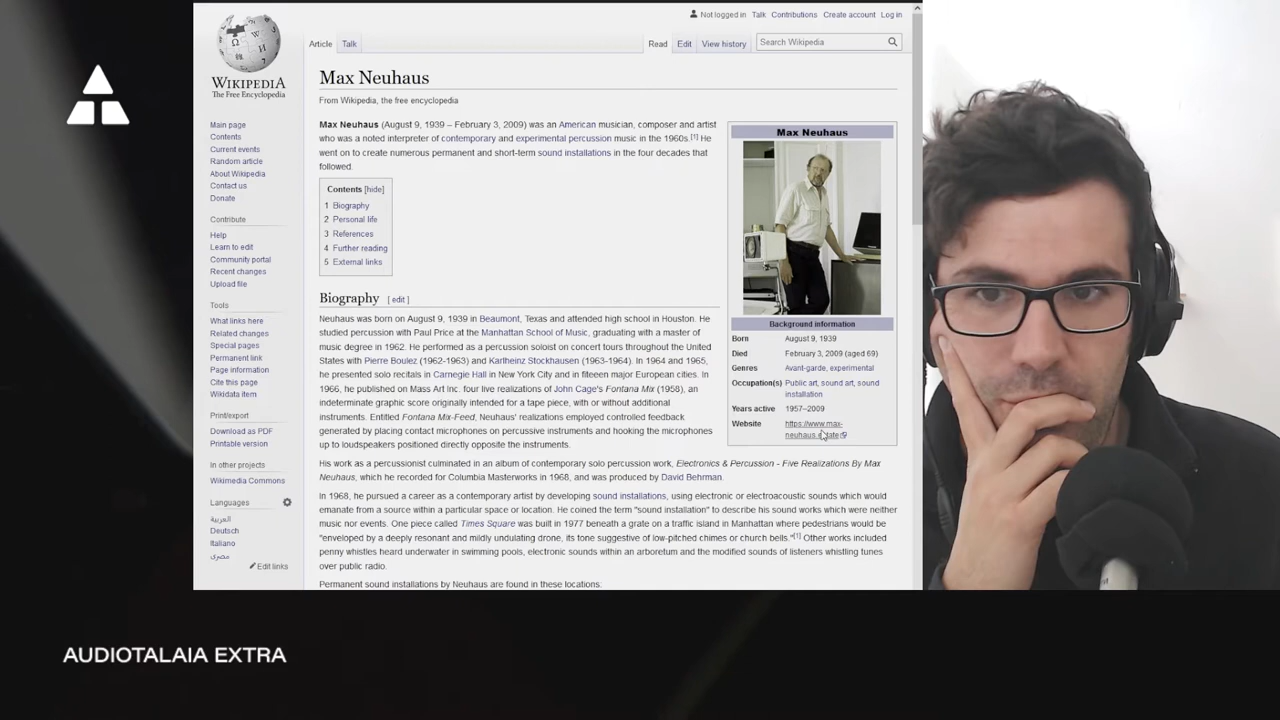 Not logged in Talk Contributions Create account Log in
Article Talk Read Edit View history Search Wikipedia
WIKIPEDIA
The Free Encyclopedia
Main page
Contents
Current events
Random article
About Wikipedia
Contact us
Donate
Contribute
Help
Learn to edit
Community portal
Recent changes
Upload file
Tools
What links here
Related changes
Special pages
Permanent link
Page information
Cite this page
Wikidata item
Print/export
Download as PDF
Printable version
In other projects
Wikimedia Commons
Languages
العربية
Deutsch
Italiano
مصرى
Edit links
Max Neuhaus
From Wikipedia, the free encyclopedia
Max Neuhaus (August 9, 1939 – February 3, 2009) was an American musician, composer and artist
who was a noted interpreter of contemporary and experimental percussion music in the 1960s.[1] He
went on to create numerous permanent and short-term sound installations in the four decades that
followed.
Contents [hide]
1 Biography
2 Personal life
3 References
4 Further reading
5 External links
Biography [ edit ]
Neuhaus was born on August 9, 1939 in Beaumont, Texas and attended high school in Houston. He
studied percussion with Paul Price at the Manhattan School of Music, graduating with a master of
music degree in 1962. He performed as a percussion soloist on concert tours throughout the United
States with Pierre Boulez (1962-1963) and Karlheinz Stockhausen (1963-1964). In 1964 and 1965,
he presented solo recitals in Carnegie Hall in New York City and in fiteeen major European cities. In
1966, he published on Mass Art Inc. four live realizations of John Cage's Fontana Mix (1958), an
indeterminate graphic score originally intended for a tape piece, with or without additional
instruments. Entitled Fontana Mix-Feed, Neuhaus' realizations employed controlled feedback
generated by placing contact microphones on percussive instruments and hooking the microphones
up to loudspeakers positioned directly opposite the instruments.
His work as a percussionist culminated in an album of contemporary solo percussion work, Electronics & Percussion - Five Realizations By Max
Neuhaus, which he recorded for Columbia Masterworks in 1968, and was produced by David Behrman.
In 1968, he pursued a career as a contemporary artist by developing sound installations, using electronic or electroacoustic sounds which would
emanate from a source within a particular space or location. He coined the term "sound installation" to describe his sound works which were neither
music nor events. One piece called Times Square was built in 1977 beneath a grate on a traffic island in Manhattan where pedestrians would be
"enveloped by a deeply resonant and mildly undulating drone, its tone suggestive of low-pitched chimes or church bells."[1] Other works included
penny whistles heard underwater in swimming pools, electronic sounds within an arboretum and the modified sounds of listeners whistling tunes
over public radio.
Permanent sound installations by Neuhaus are found in these locations:
Max Neuhaus
Background information
Born August 9, 1939
Died February 3, 2009 (aged 69)
Genres Avant-garde, experimental
Occupation(s) Public art, sound art, sound
installation
Years active 1957–2009
Website https://www.max-
AUDIOTALAIA EXTRA